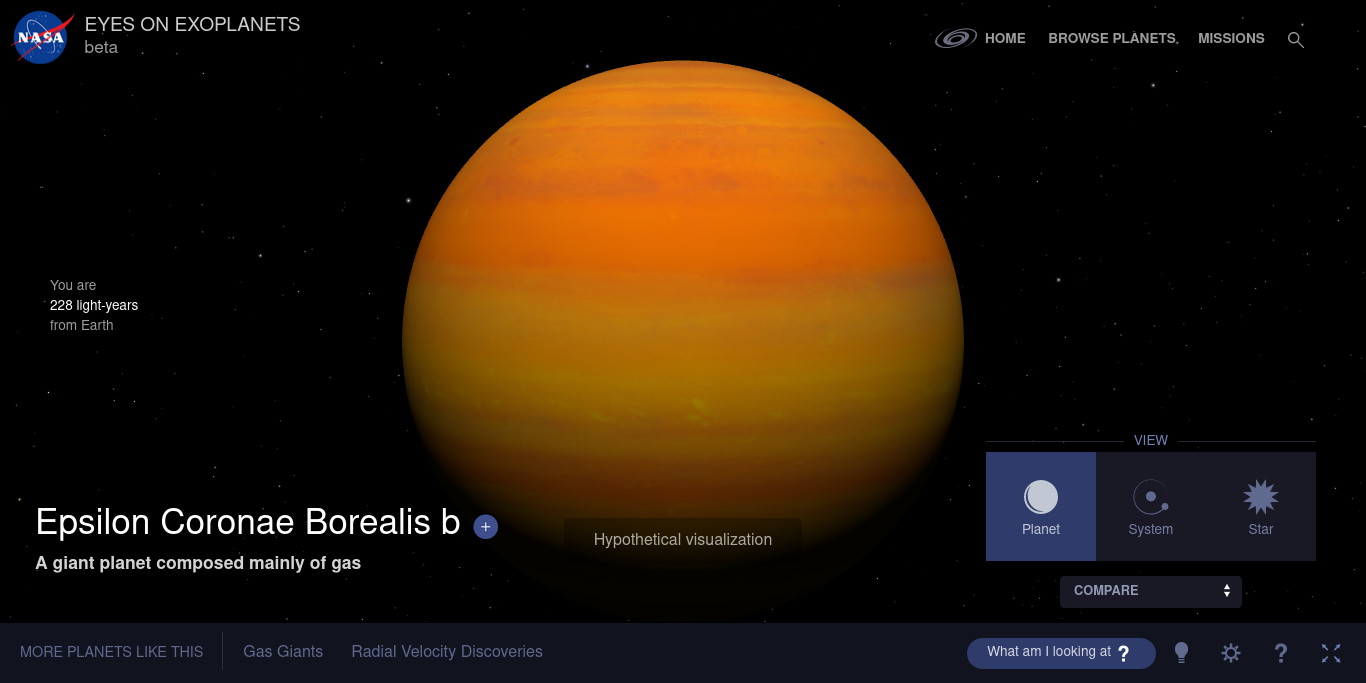 NASA
EYES ON EXOPLANETS
beta
HOME
BROWSE PLANETS
MISSIONS
You are
228 light-years
from Earth
VIEW
Planet
System
Star
Epsilon Coronae Borealis b +
A giant planet composed mainly of gas
Hypothetical visualization
COMPARE
MORE PLANETS LIKE THIS
Gas Giants
Radial Velocity Discoveries
What am I looking at ?
?